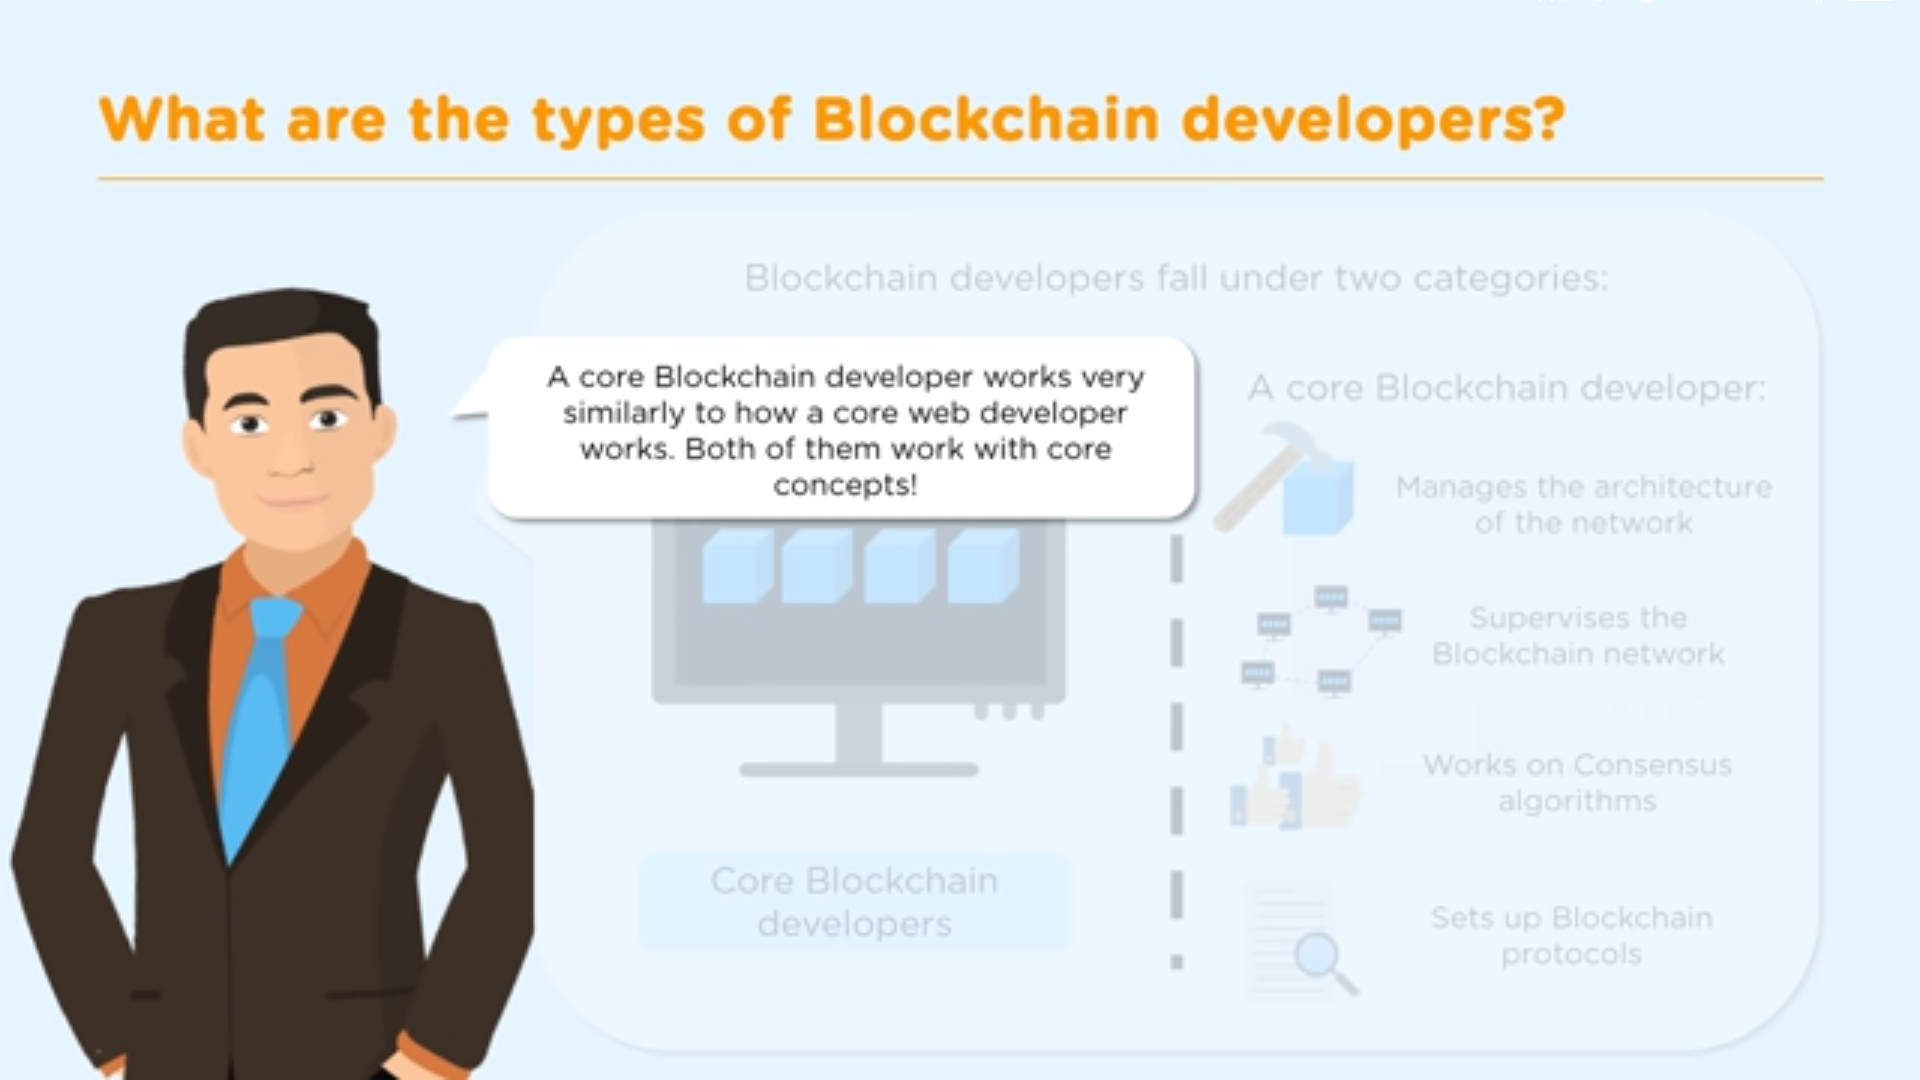 What are the types of Blockchain developers?
Blockchain developers fall under two categories:
A core Blockchain developer works very
similarly to how a core web developer
works. Both of them work with core
concepts!
Core Blockchain
developers
A core Blockchain developer:
Manages the architecture
of the network
Supervises the
Blockchain network
Works on Consensus
algorithms
Sets up Blockchain
protocols